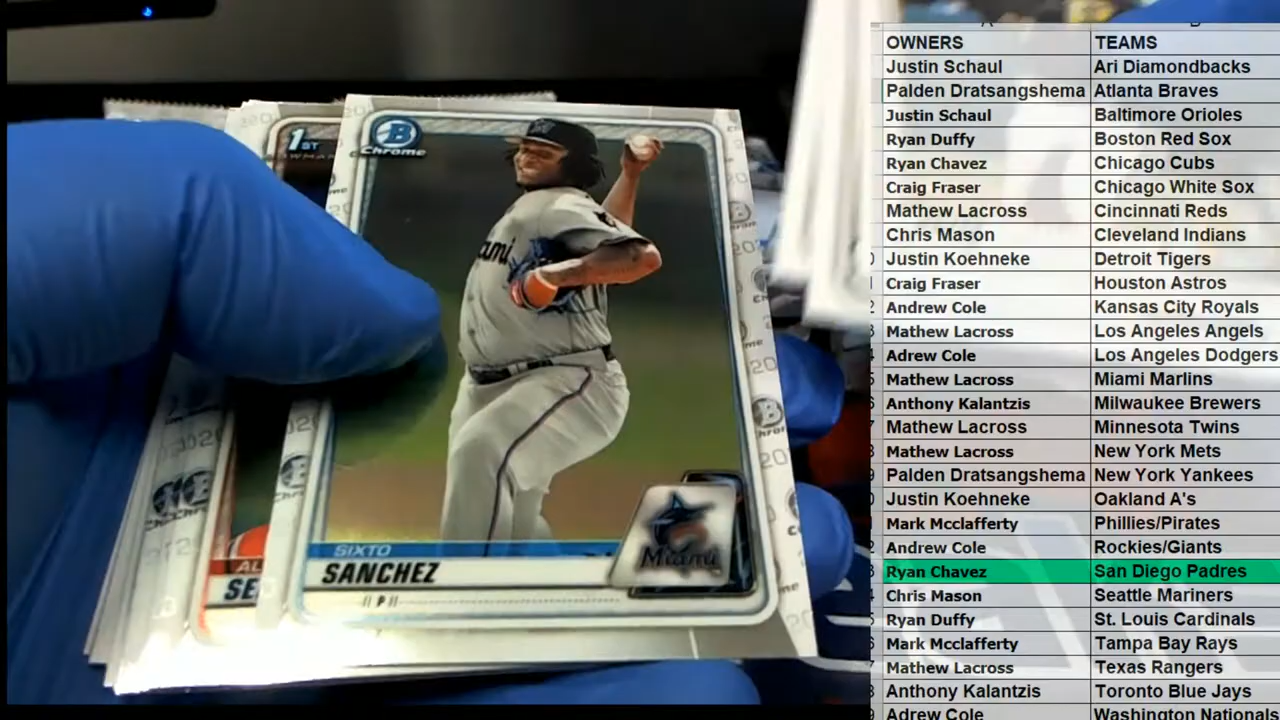 1ST
B
Chrome
SIXTO
SANCHEZ
Miami
P
AL
SE
OWNERS TEAMS
Justin Schaul Ari Diamondbacks
Palden Dratsangshema Atlanta Braves
Justin Schaul Baltimore Orioles
Ryan Duffy Boston Red Sox
Ryan Chavez Chicago Cubs
Craig Fraser Chicago White Sox
Mathew Lacross Cincinnati Reds
Chris Mason Cleveland Indians
Justin Koehneke Detroit Tigers
Craig Fraser Houston Astros
Andrew Cole Kansas City Royals
Mathew Lacross Los Angeles Angels
Adrew Cole Los Angeles Dodgers
Mathew Lacross Miami Marlins
Anthony Kalantzis Milwaukee Brewers
Mathew Lacross Minnesota Twins
Mathew Lacross New York Mets
Palden Dratsangshema New York Yankees
Justin Koehneke Oakland A's
Mark Mcclafferty Phillies/Pirates
Andrew Cole Rockies/Giants
Ryan Chavez San Diego Padres
Chris Mason Seattle Mariners
Ryan Duffy St. Louis Cardinals
Mark Mcclafferty Tampa Bay Rays
Mathew Lacross Texas Rangers
Anthony Kalantzis Toronto Blue Jays
Adrew Cole Washington Nationals